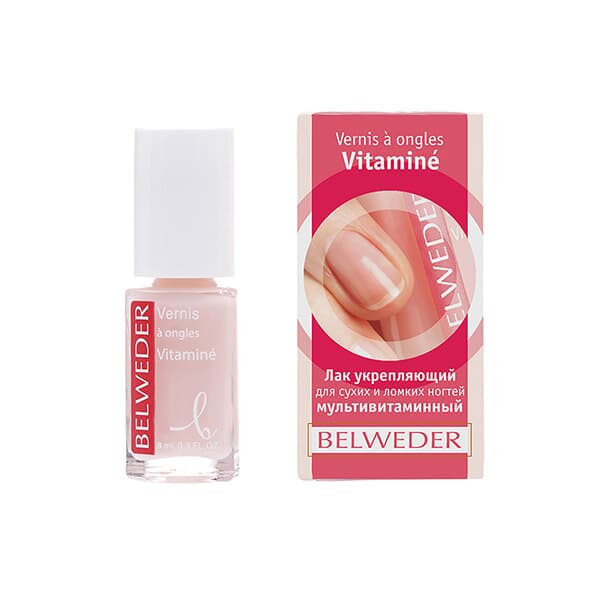 BELWEDER
Vernis
à ongles
Vitaminé
b
8 ml 0.3 FL.OZ
Vernis à ongles
Vitaminé
ELWEDER
Лак укрепляющий
для сухих и ломких ногтей
мультивитаминный
BELWEDER